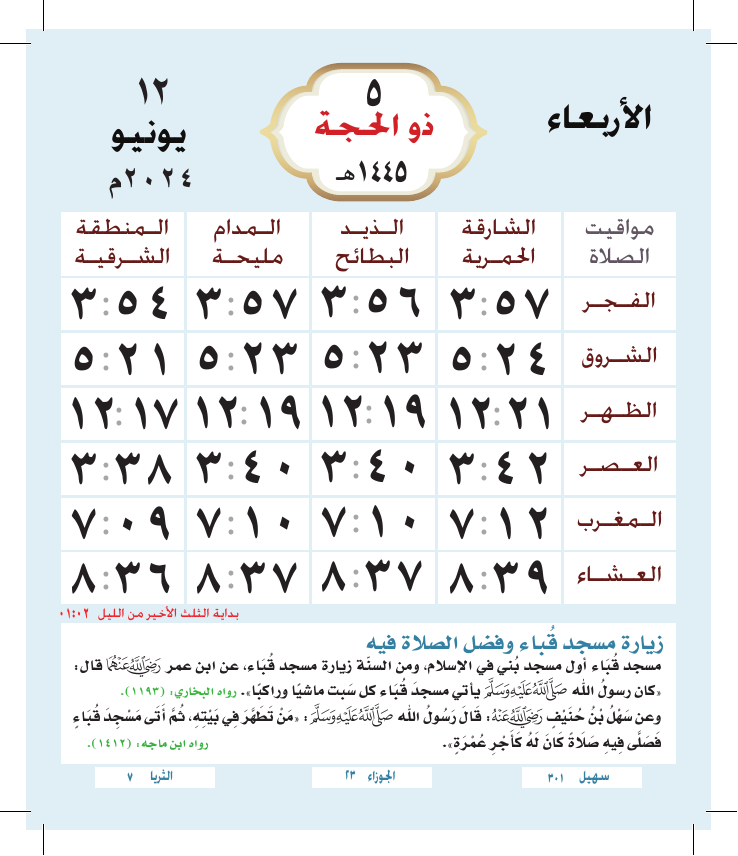 الأربعاء
٥
ذو الحجة
١٤٤٥هـ
١٢
يونيو
٢٠٢٤م
مواقيت الصلاة | الشارقة الحمرية | الـذيـد البطائح | المـدام مليحـة | المنطقة الشرقية
الفجر ٣:٥٧ ٣:٥٦ ٣:٥٧ ٣:٥٤
الشروق ٥:٢٤ ٥:٢٣ ٥:٢٣ ٥:٢١
الظهر ١٢:٢١ ١٢:١٩ ١٢:١٩ ١٢:١٧
العصر ٣:٤٢ ٣:٤٠ ٣:٤٠ ٣:٣٨
المغرب ٧:١٢ ٧:١٠ ٧:١٠ ٧:٠٩
العشاء ٨:٣٩ ٨:٣٧ ٨:٣٧ ٨:٣٦
بداية الثلث الأخير من الليل ٠١:٠٢
زيارة مسجد قُباء وفضل الصلاة فيه
مسجد قُبَاء أول مسجد بُني في الإسلام، ومن السنّة زيارة مسجد قُبَاء، عن ابن عمر رَضِيَ اللَّهُ عَنْهُمَا قال:
«كان رسول الله صَلَّى اللَّهُ عَلَيْهِ وَسَلَّمَ يأتي مسجدَ قُبَاء كل سَبت ماشيًا وراكبًا». رواه البخاري: (١١٩٣).
وعن سَهْلُ بْنُ حُنَيْفٍ رَضِيَ اللَّهُ عَنْهُ: قَالَ رَسُولُ الله صَلَّى اللَّهُ عَلَيْهِ وَسَلَّمَ: «مَنْ تَطَهَّرَ فِي بَيْتِهِ، ثُمَّ أَتَى مَسْجِدَ قُبَاءٍ
فَصَلَّى فِيهِ صَلَاةً كَانَ لَهُ كَأَجْرِ عُمْرَةٍ». رواه ابن ماجه: (١٤١٢).
سهيل ٣٠١
الجوزاء ٢٣
الثريا ٧